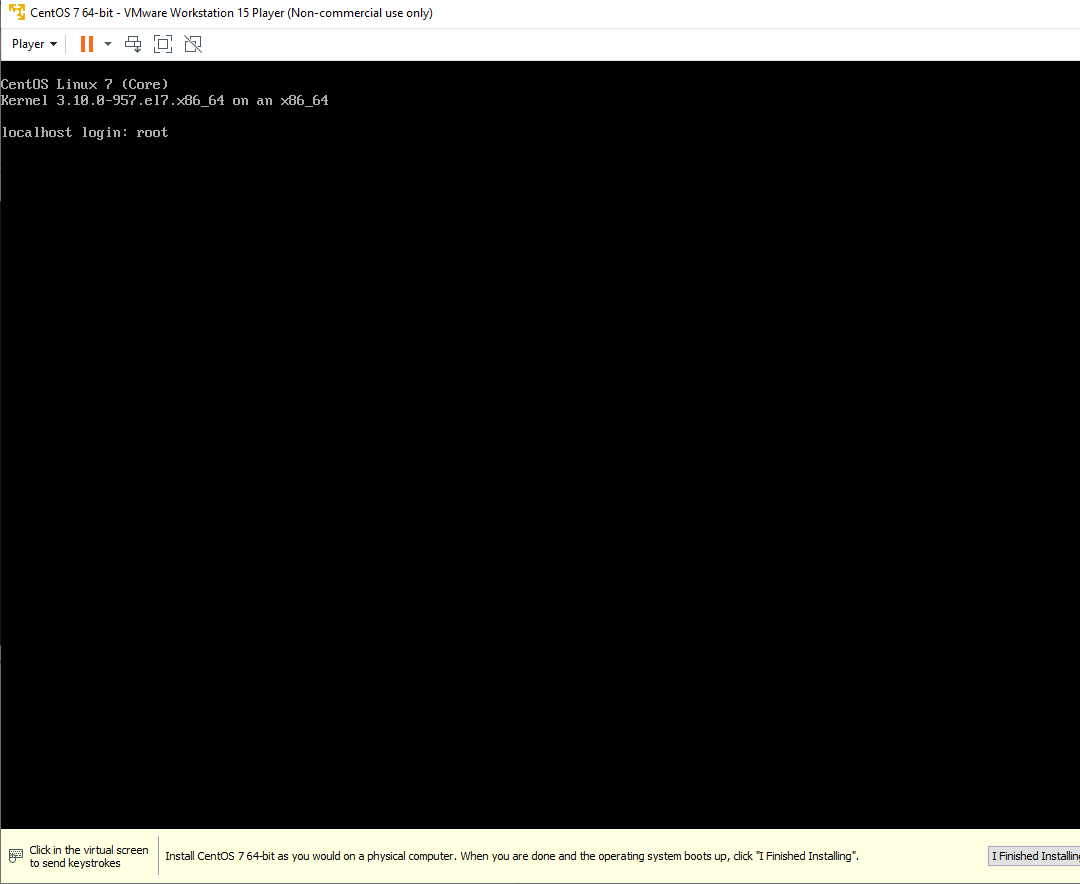 CentOS 7 64-bit - VMware Workstation 15 Player (Non-commercial use only)
Player
CentOS Linux 7 (Core)
Kernel 3.10.0-957.el7.x86_64 on an x86_64
localhost login: root
Click in the virtual screen
to send keystrokes
Install CentOS 7 64-bit as you would on a physical computer. When you are done and the operating system boots up, click "I Finished Installing".
I Finished Installing